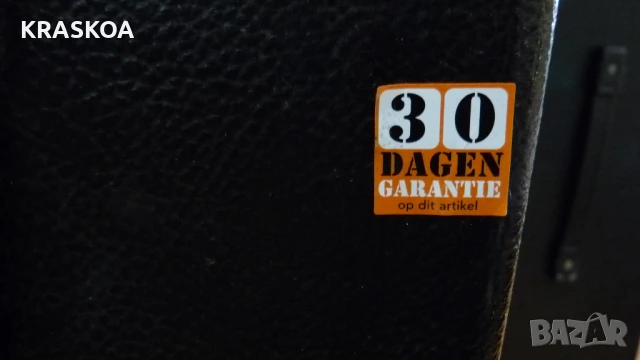 KRASKOA
30
DAGEN
GARANTIE
op dit artikel
BAZAR